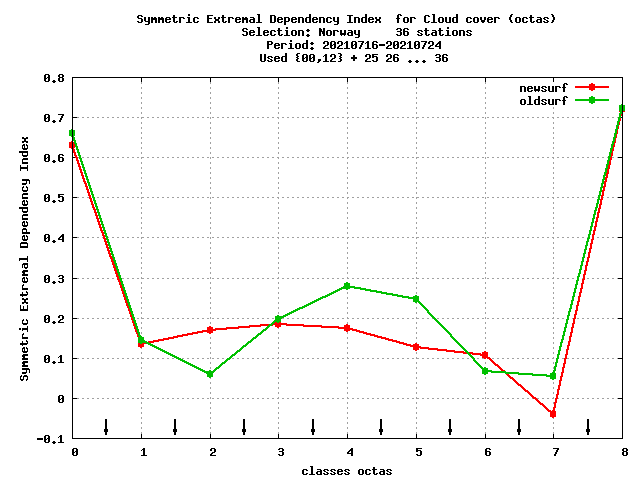 Symmetric Extremal Dependency Index  for Cloud cover (octas)
Selection: Norway     36 stations
Period: 20210716-20210724
Used {00,12} + 25 26 ... 36
newsurf
oldsurf
Symmetric Extremal Dependency Index
0.8
0.7
0.6
0.5
0.4
0.3
0.2
0.1
0
-0.1
0 1 2 3 4 5 6 7 8
classes octas